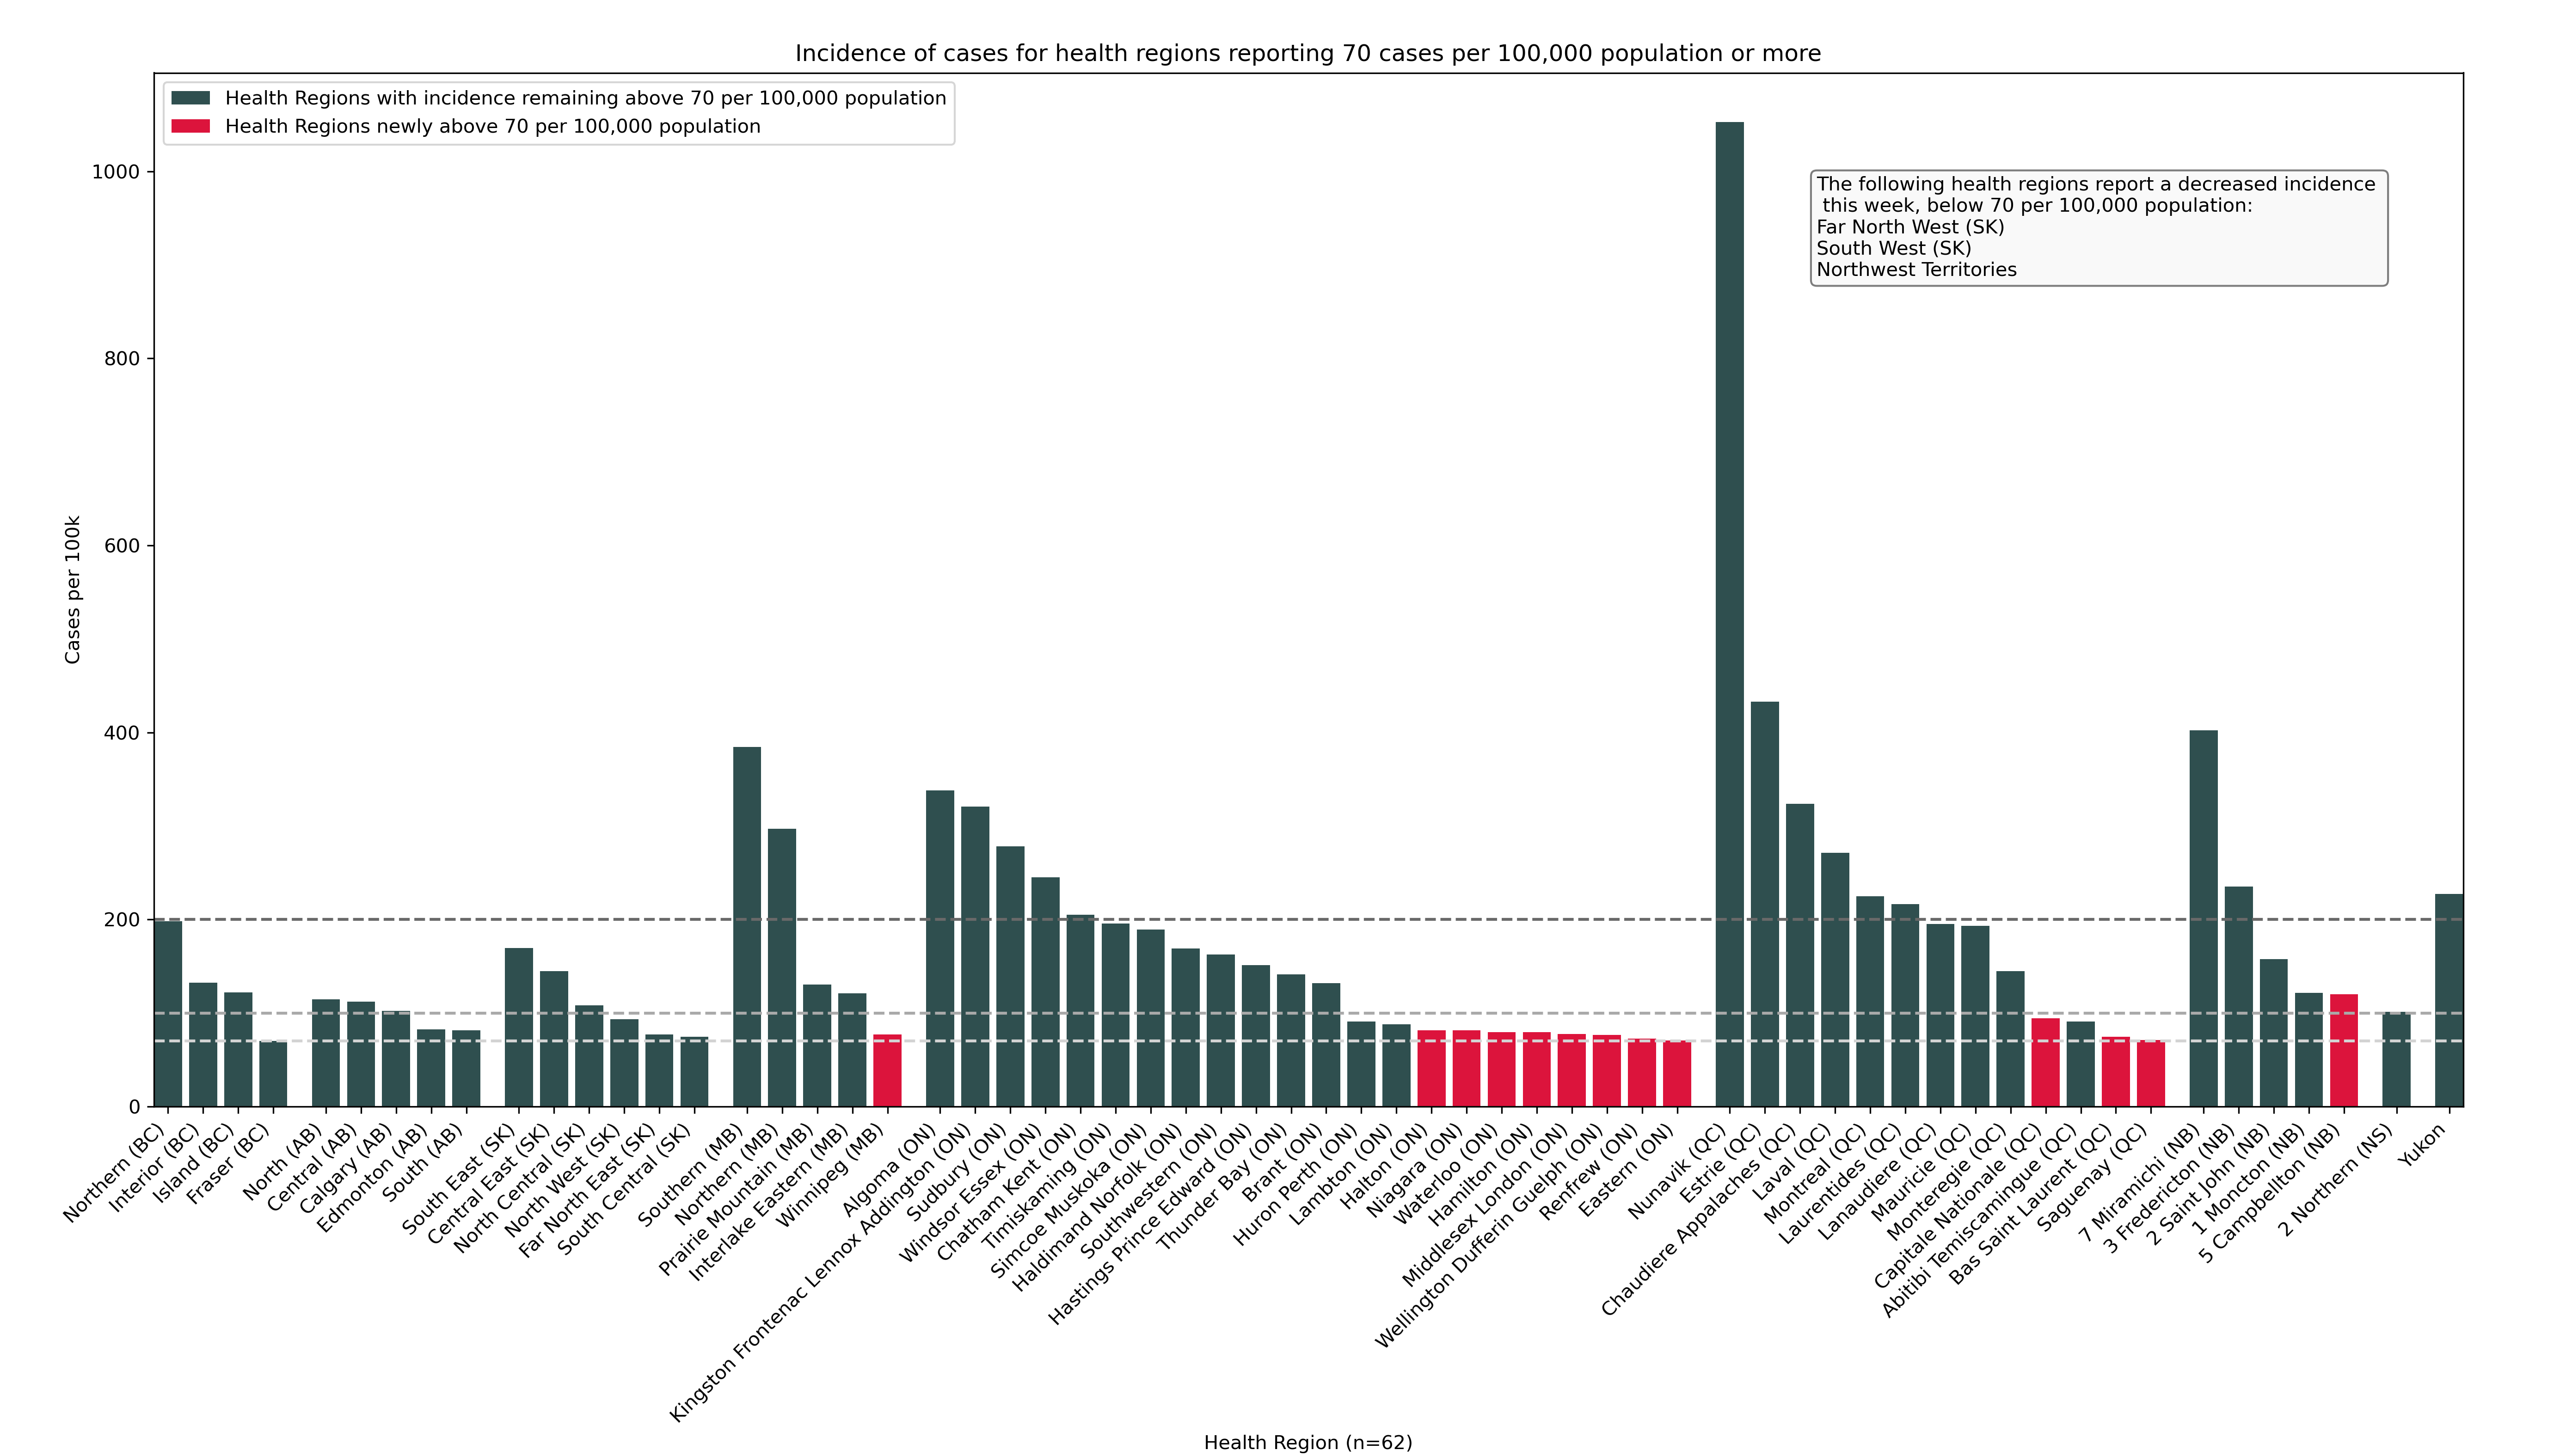 Incidence of cases for health regions reporting 70 cases per 100,000 population or more
Health Regions with incidence remaining above 70 per 100,000 population
Health Regions newly above 70 per 100,000 population
The following health regions report a decreased incidence
this week, below 70 per 100,000 population:
Far North West (SK)
South West (SK)
Northwest Territories
Cases per 100k
1000
800
600
400
200
0
Northern (BC)
Interior (BC)
Island (BC)
Fraser (BC)
North (AB)
Central (AB)
Calgary (AB)
Edmonton (AB)
South (AB)
South East (SK)
Central East (SK)
North Central (SK)
North West (SK)
Far North East (SK)
South Central (SK)
Southern (MB)
Northern (MB)
Prairie Mountain (MB)
Interlake Eastern (MB)
Winnipeg (MB)
Algoma (ON)
Kingston Frontenac Lennox Addington (ON)
Sudbury (ON)
Windsor Essex (ON)
Chatham Kent (ON)
Timiskaming (ON)
Simcoe Muskoka (ON)
Haldimand Norfolk (ON)
Southwestern (ON)
Hastings Prince Edward (ON)
Thunder Bay (ON)
Brant (ON)
Huron Perth (ON)
Lambton (ON)
Halton (ON)
Niagara (ON)
Waterloo (ON)
Hamilton (ON)
Middlesex London (ON)
Wellington Dufferin Guelph (ON)
Renfrew (ON)
Eastern (ON)
Nunavik (QC)
Estrie (QC)
Chaudiere Appalaches (QC)
Laval (QC)
Montreal (QC)
Laurentides (QC)
Lanaudiere (QC)
Mauricie (QC)
Monteregie (QC)
Capitale Nationale (QC)
Abitibi Temiscamingue (QC)
Bas Saint Laurent (QC)
Saguenay (QC)
7 Miramichi (NB)
3 Fredericton (NB)
2 Saint John (NB)
1 Moncton (NB)
5 Campbellton (NB)
2 Northern (NS)
Yukon
Health Region (n=62)